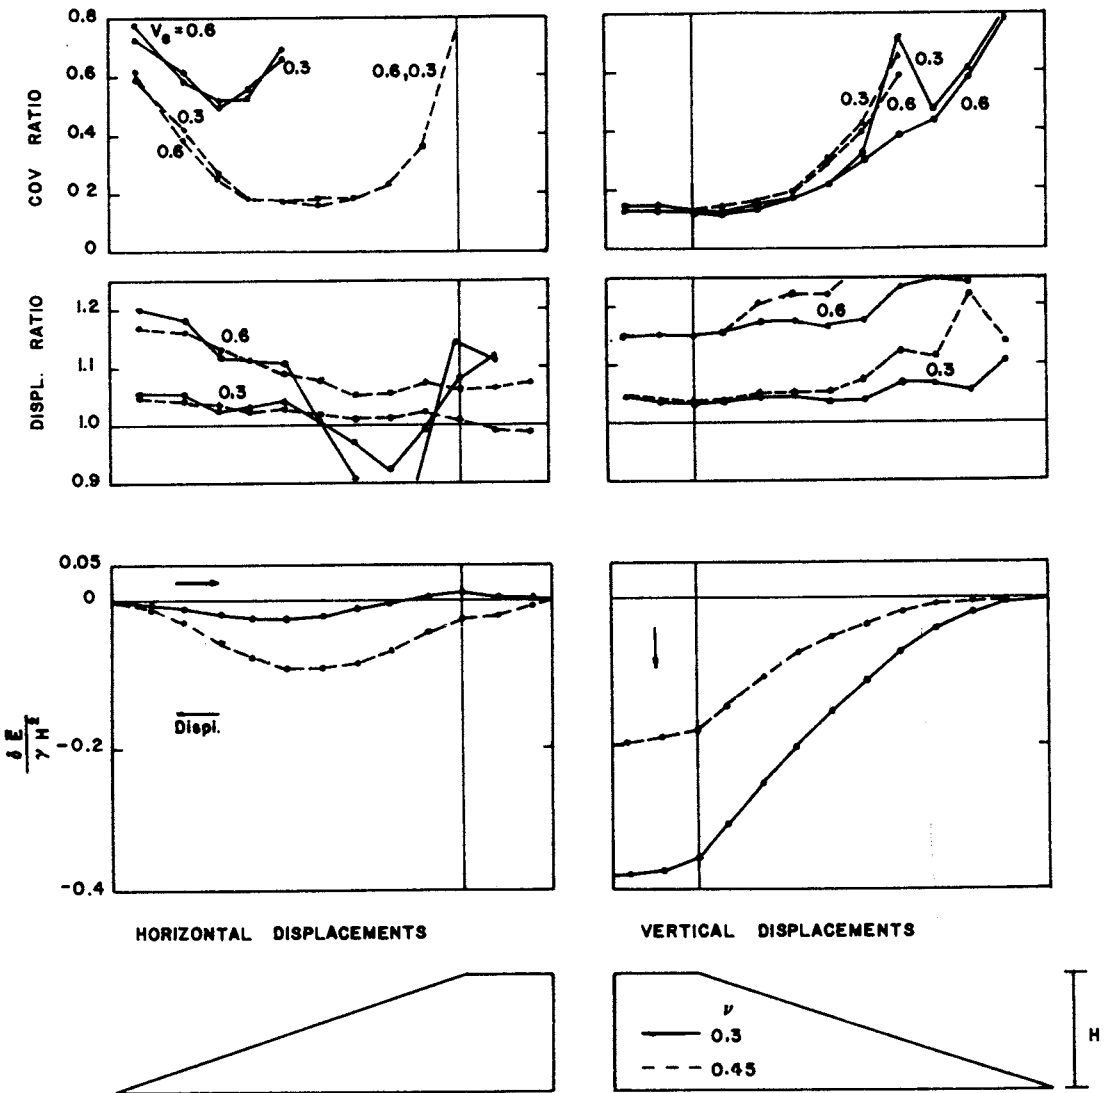 0.8
0.6
0.4
0 2
0
COV RATIO
V_B = 0.6
0.3
0.3
0.6
0.6, 0.3
0.3
0.3
0.6
0.6
1.2
1.1
1.0
0.9
DISPL. RATIO
0.6
0.3
0.6
0.3
0.05
0
-0.2
-0.4
δ E
γ H²
Displ.
HORIZONTAL DISPLACEMENTS
VERTICAL DISPLACEMENTS
ν
0.3
0.45
H